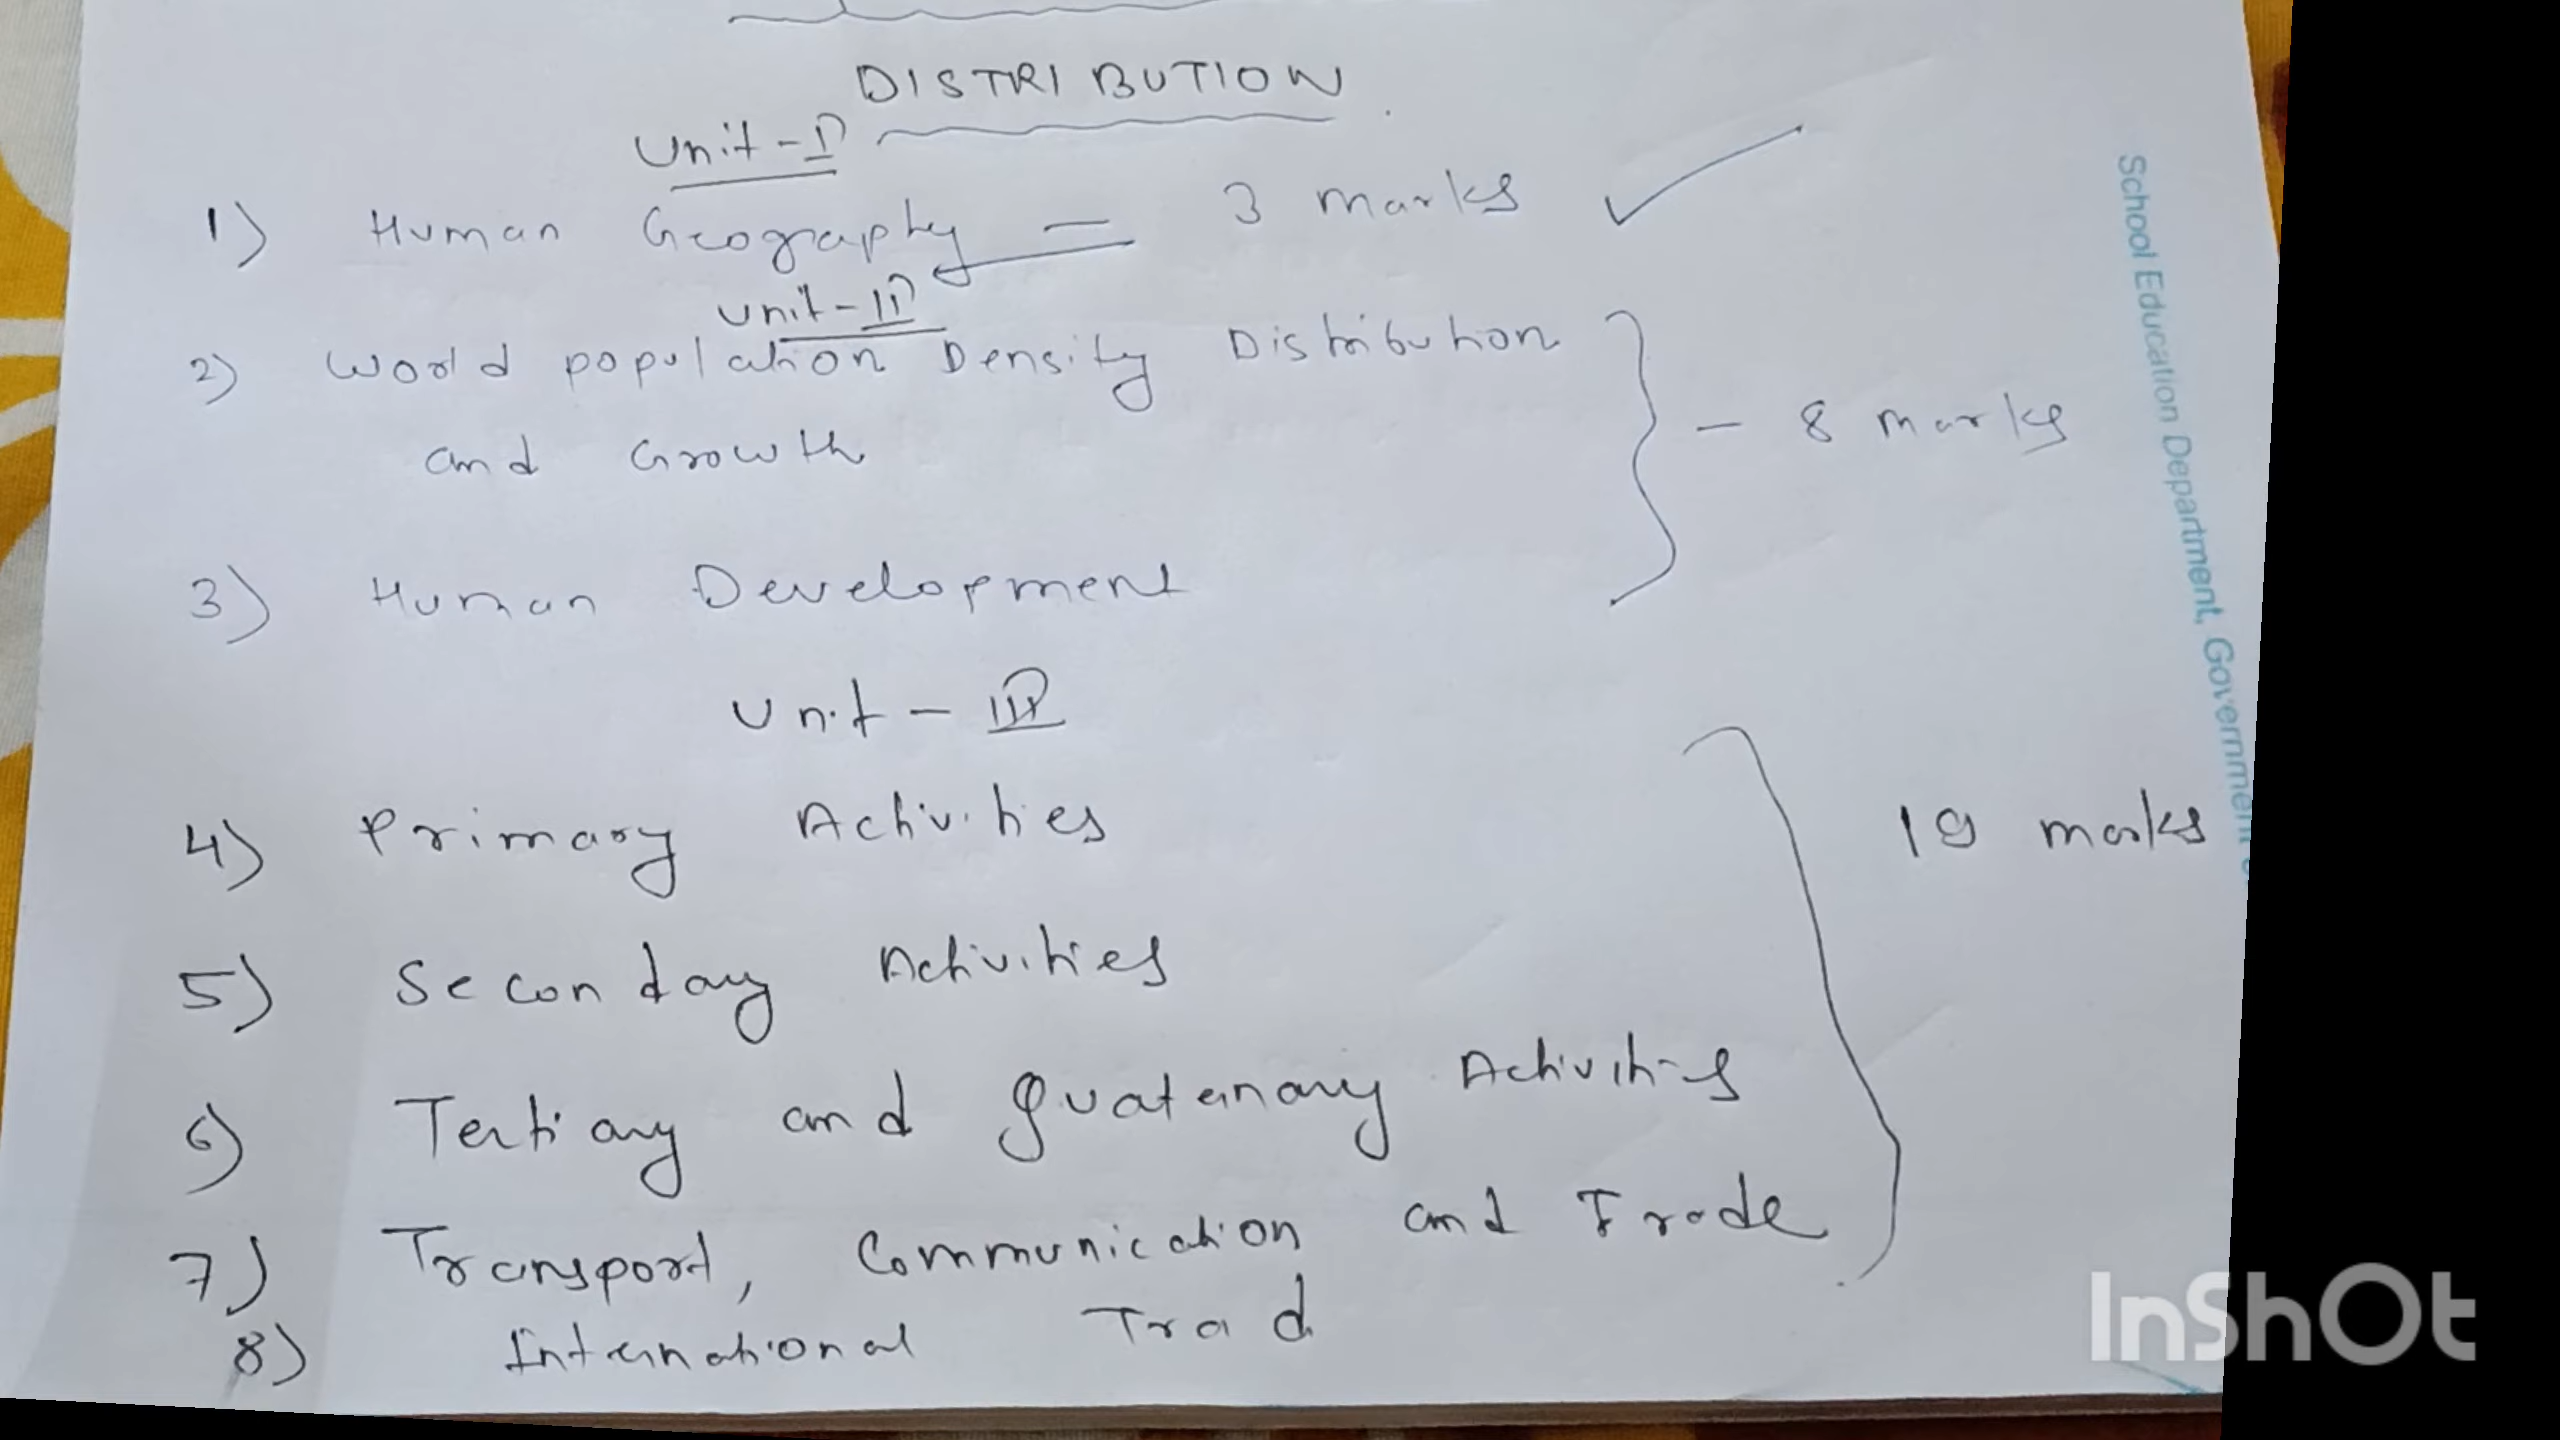 DISTRIBUTION
Unit - I
1) Human Geography = 3 marks
Unit - II
2) World population Density Distribution
and Growth
- 8 marks
3) Human Development
Unit - III
4) Primary Activities
19 marks
5) Secondary Activities
6) Tertiary and Quaternary Activities
7) Transport, Communication and Trade
8) International Trad
School Education Department, Government
InShOt